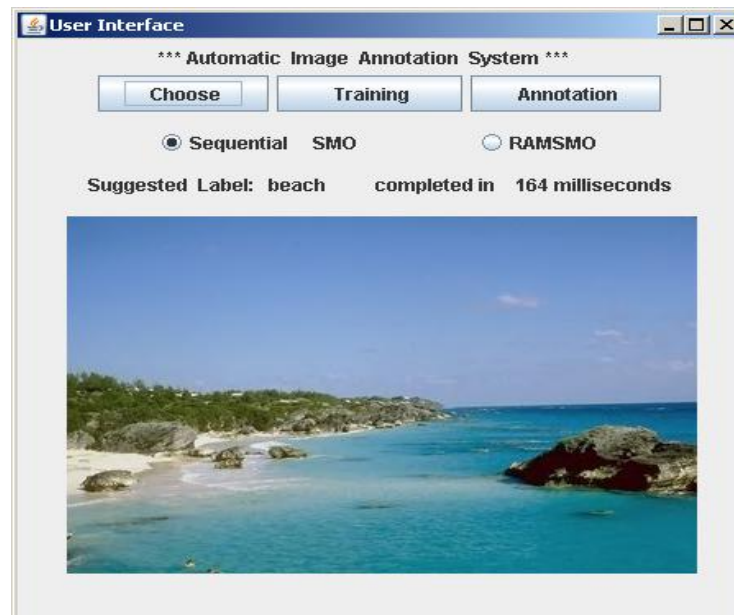 User Interface
*** Automatic Image Annotation System ***
Choose Training Annotation
Sequential SMO RAMSMO
Suggested Label: beach completed in 164 milliseconds